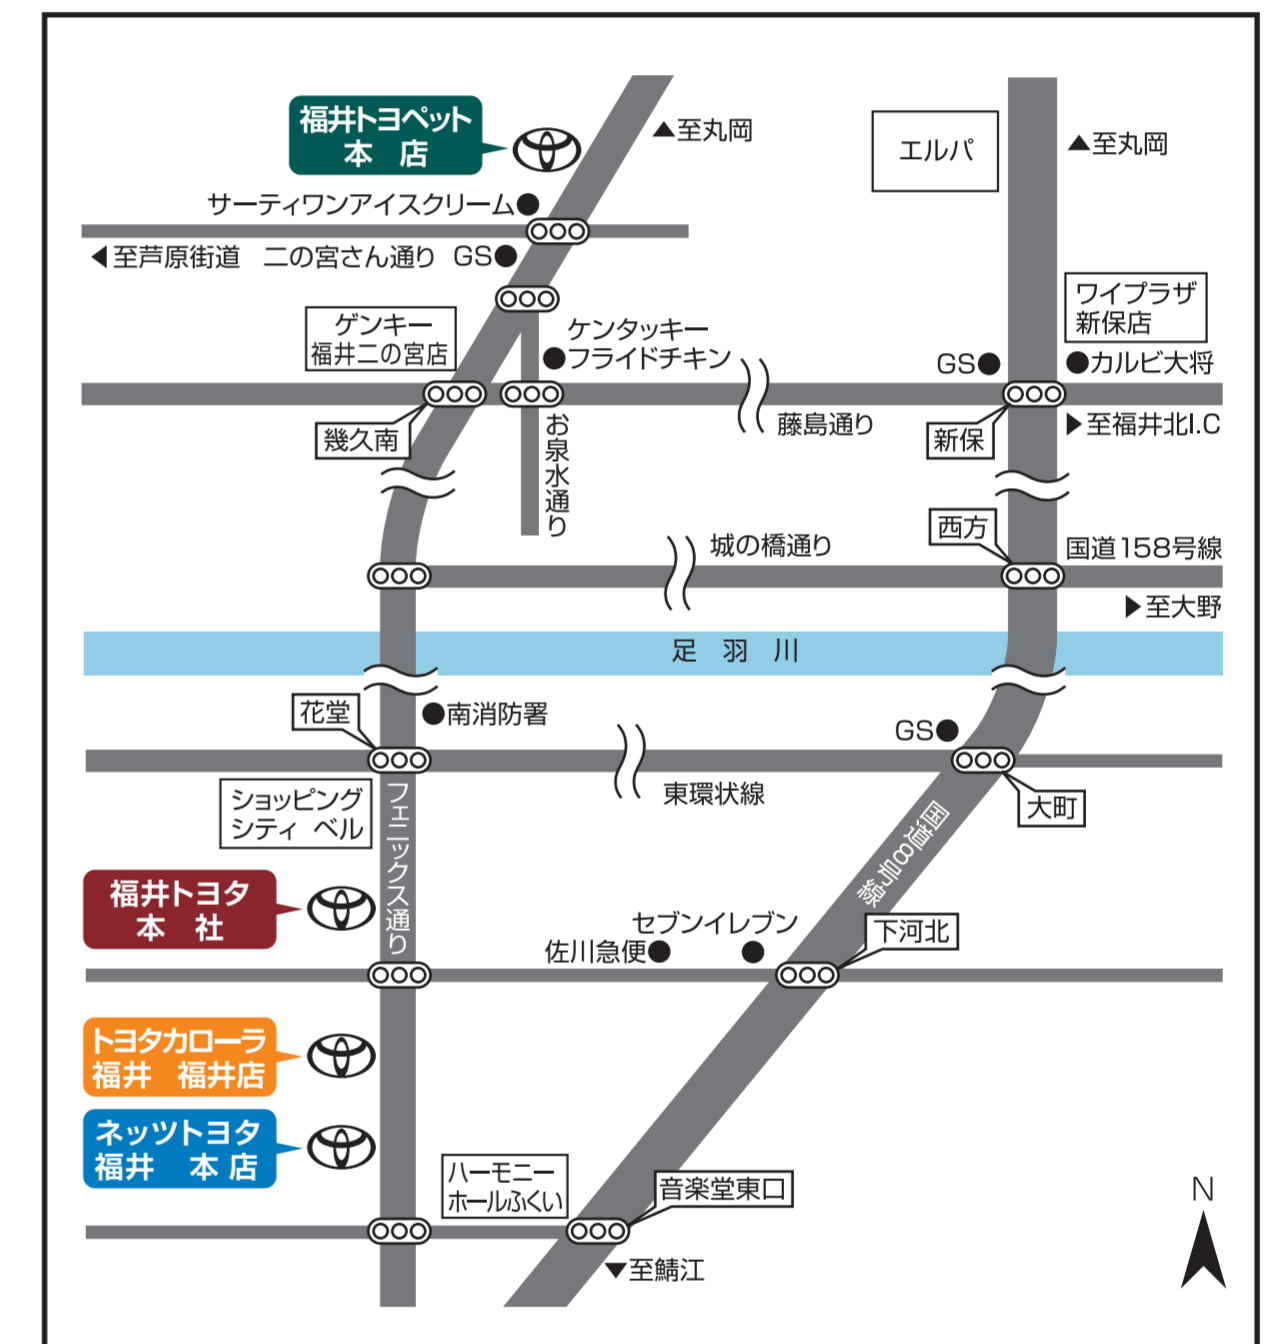 福井トヨペット
本 店
▲至丸岡
エルパ
▲至丸岡
サーティワンアイスクリーム
◀至芦原街道 二の宮さん通り GS
ワイプラザ
新保店
ゲンキー
福井二の宮店
ケンタッキー
フライドチキン
GS
カルビ大将
幾久南
お泉水通り
藤島通り
新保
▶至福井北I.C
城の橋通り
西方
国道158号線
▶至大野
足 羽 川
花堂
南消防署
GS
ショッピング
シティ ベル
フェニックス通り
東環状線
大町
国道8号線
福井トヨタ
本 社
セブンイレブン
佐川急便
下河北
トヨタカローラ
福井 福井店
ネッツトヨタ
福井 本店
ハーモニー
ホールふくい
音楽堂東口
N
▼至鯖江